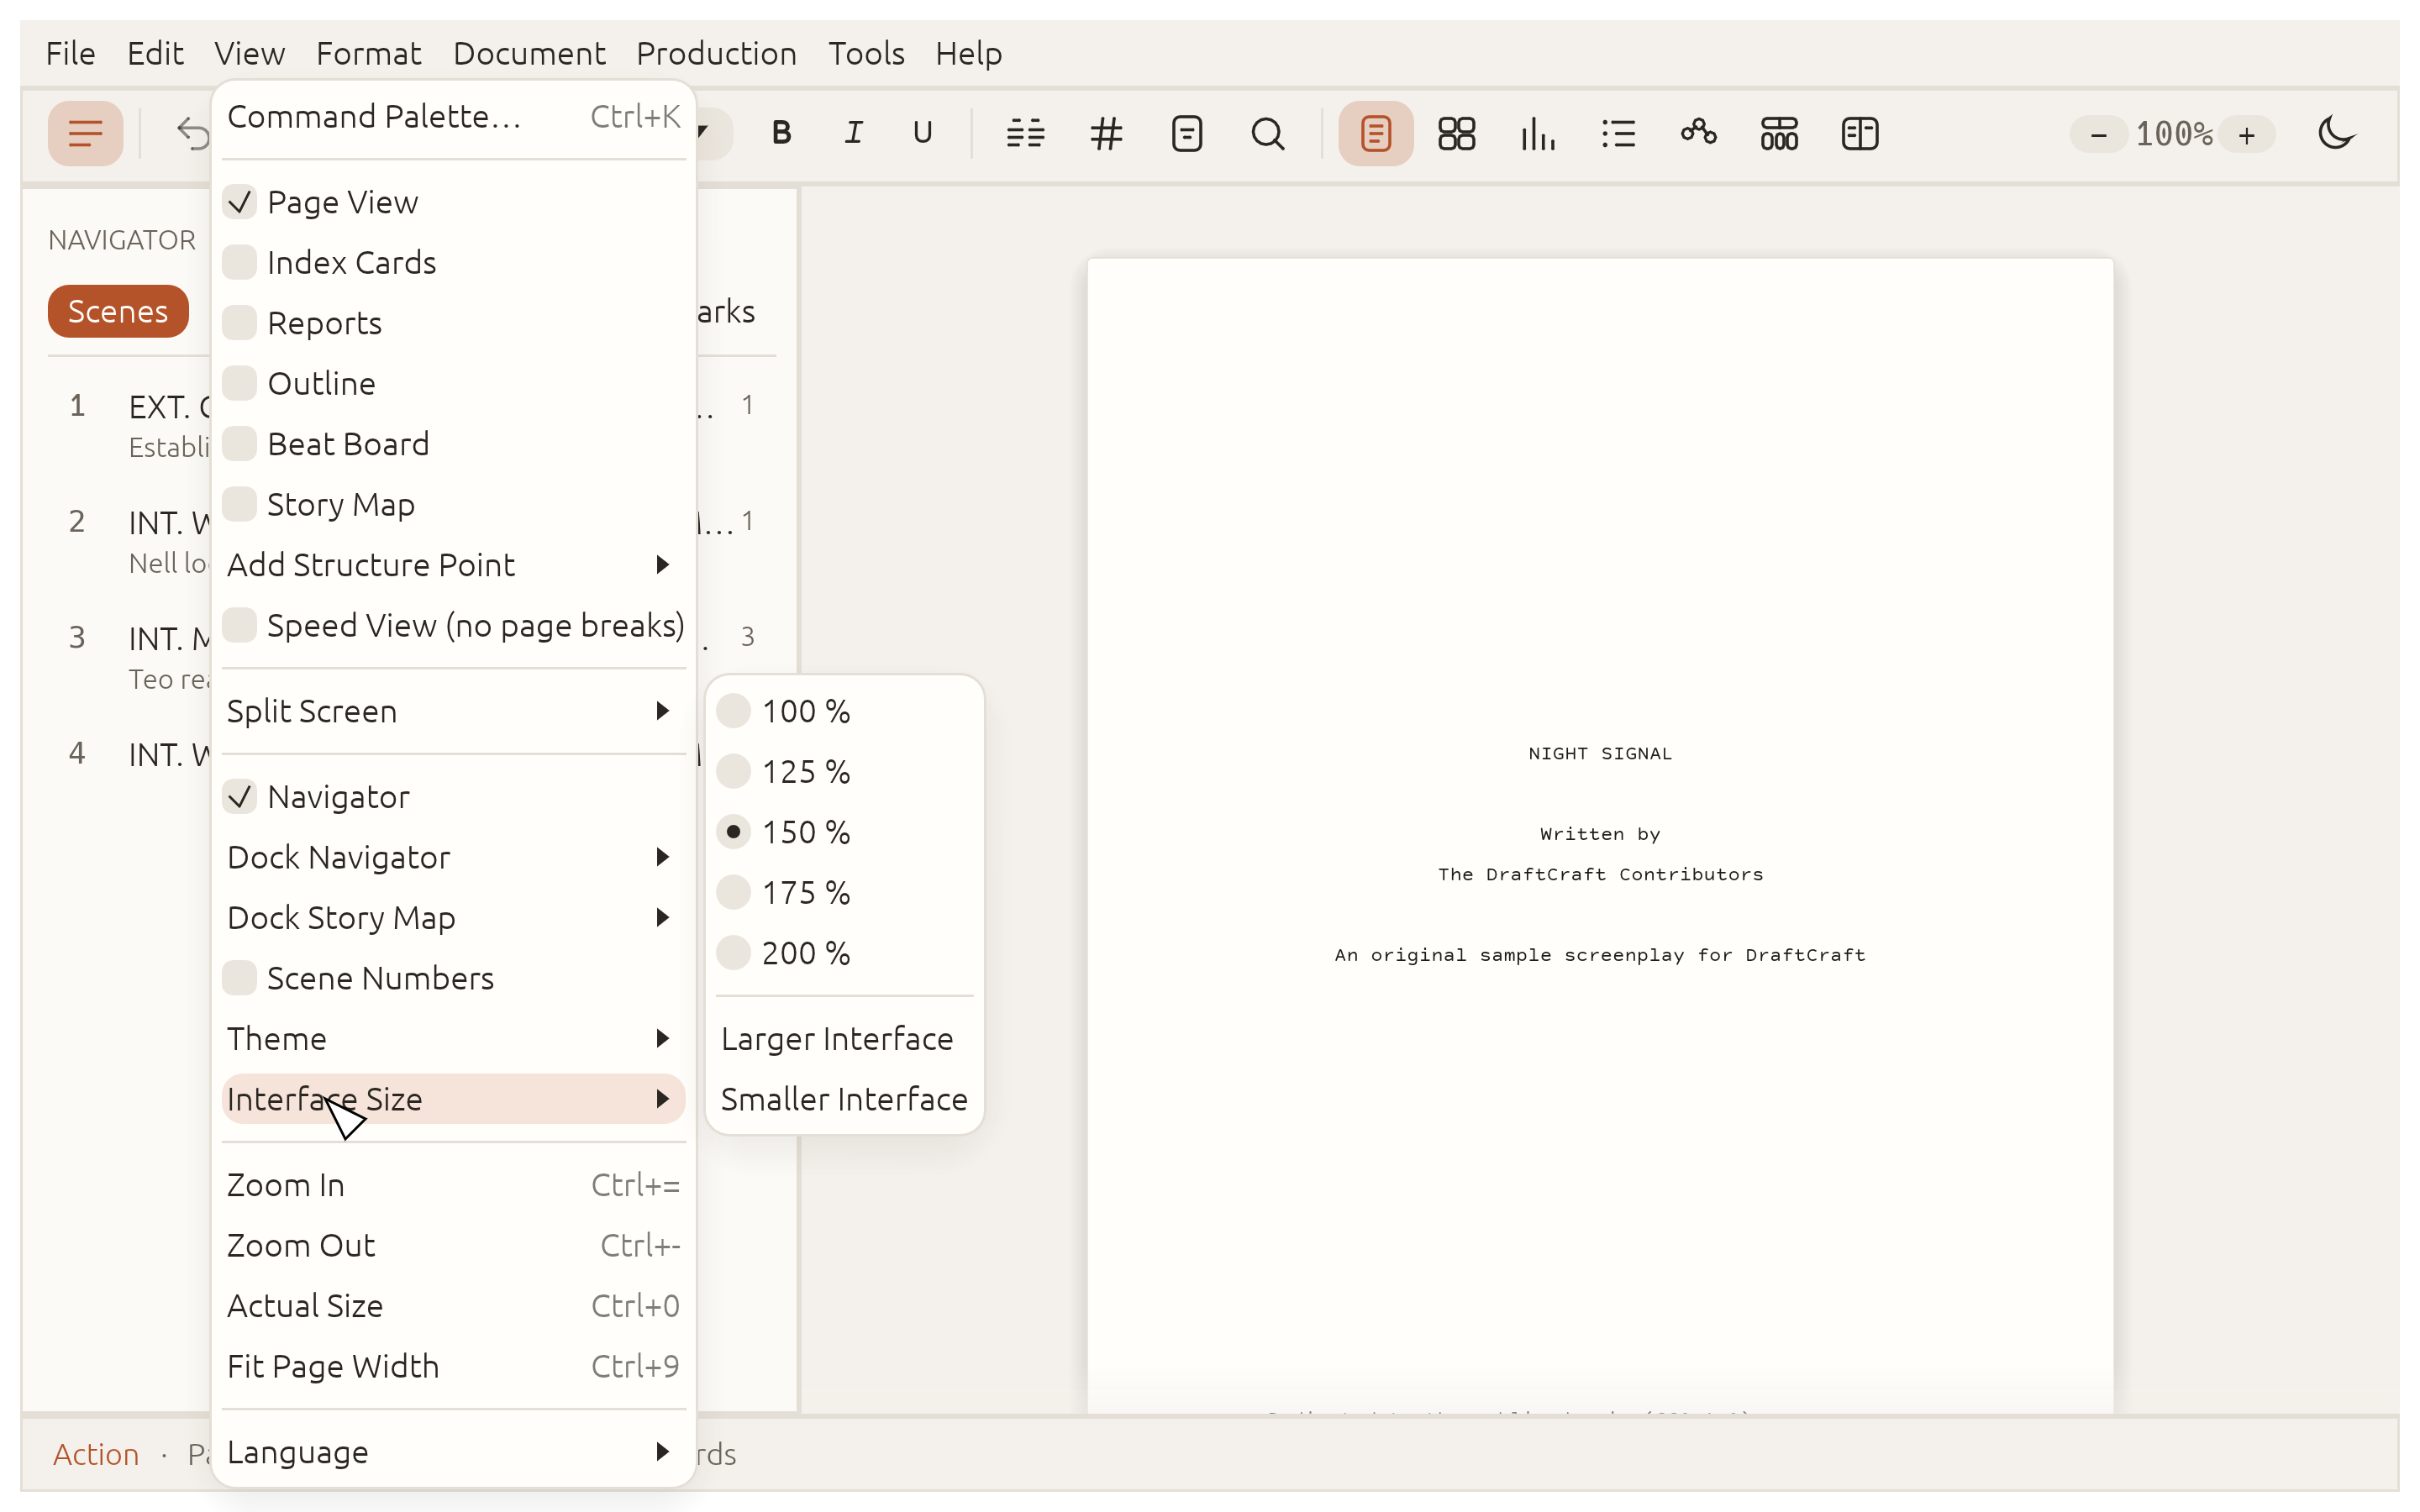 File Edit View Format Document Production Tools Help
Command Palette… Ctrl+K
B I U
− 100% +
Page View
NAVIGATOR
Index Cards
Scenes
Reports
Outline
1 EXT. 1
Beat Board
Story Map
2 INT. 1
Add Structure Point
Nell
Speed View (no page breaks)
3 INT. 3
Teo
Split Screen
4 INT.
Navigator
Dock Navigator
Dock Story Map
Scene Numbers
Theme
Interface Size
100 %
125 %
150 %
175 %
200 %
Larger Interface
Smaller Interface
Zoom In Ctrl+=
Zoom Out Ctrl+-
Actual Size Ctrl+0
Fit Page Width Ctrl+9
Language
NIGHT SIGNAL
Written by
The DraftCraft Contributors
An original sample screenplay for DraftCraft
Action ·